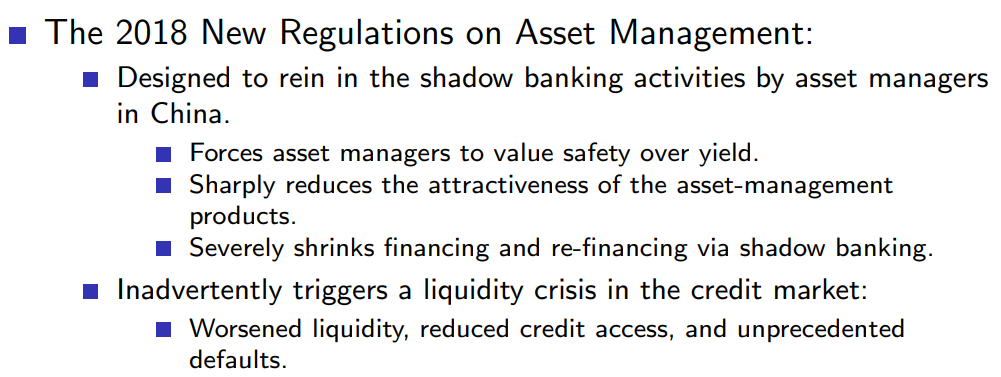 The 2018 New Regulations on Asset Management:
Designed to rein in the shadow banking activities by asset managers
in China.
Forces asset managers to value safety over yield.
Sharply reduces the attractiveness of the asset-management
products.
Severely shrinks financing and re-financing via shadow banking.
Inadvertently triggers a liquidity crisis in the credit market:
Worsened liquidity, reduced credit access, and unprecedented
defaults.